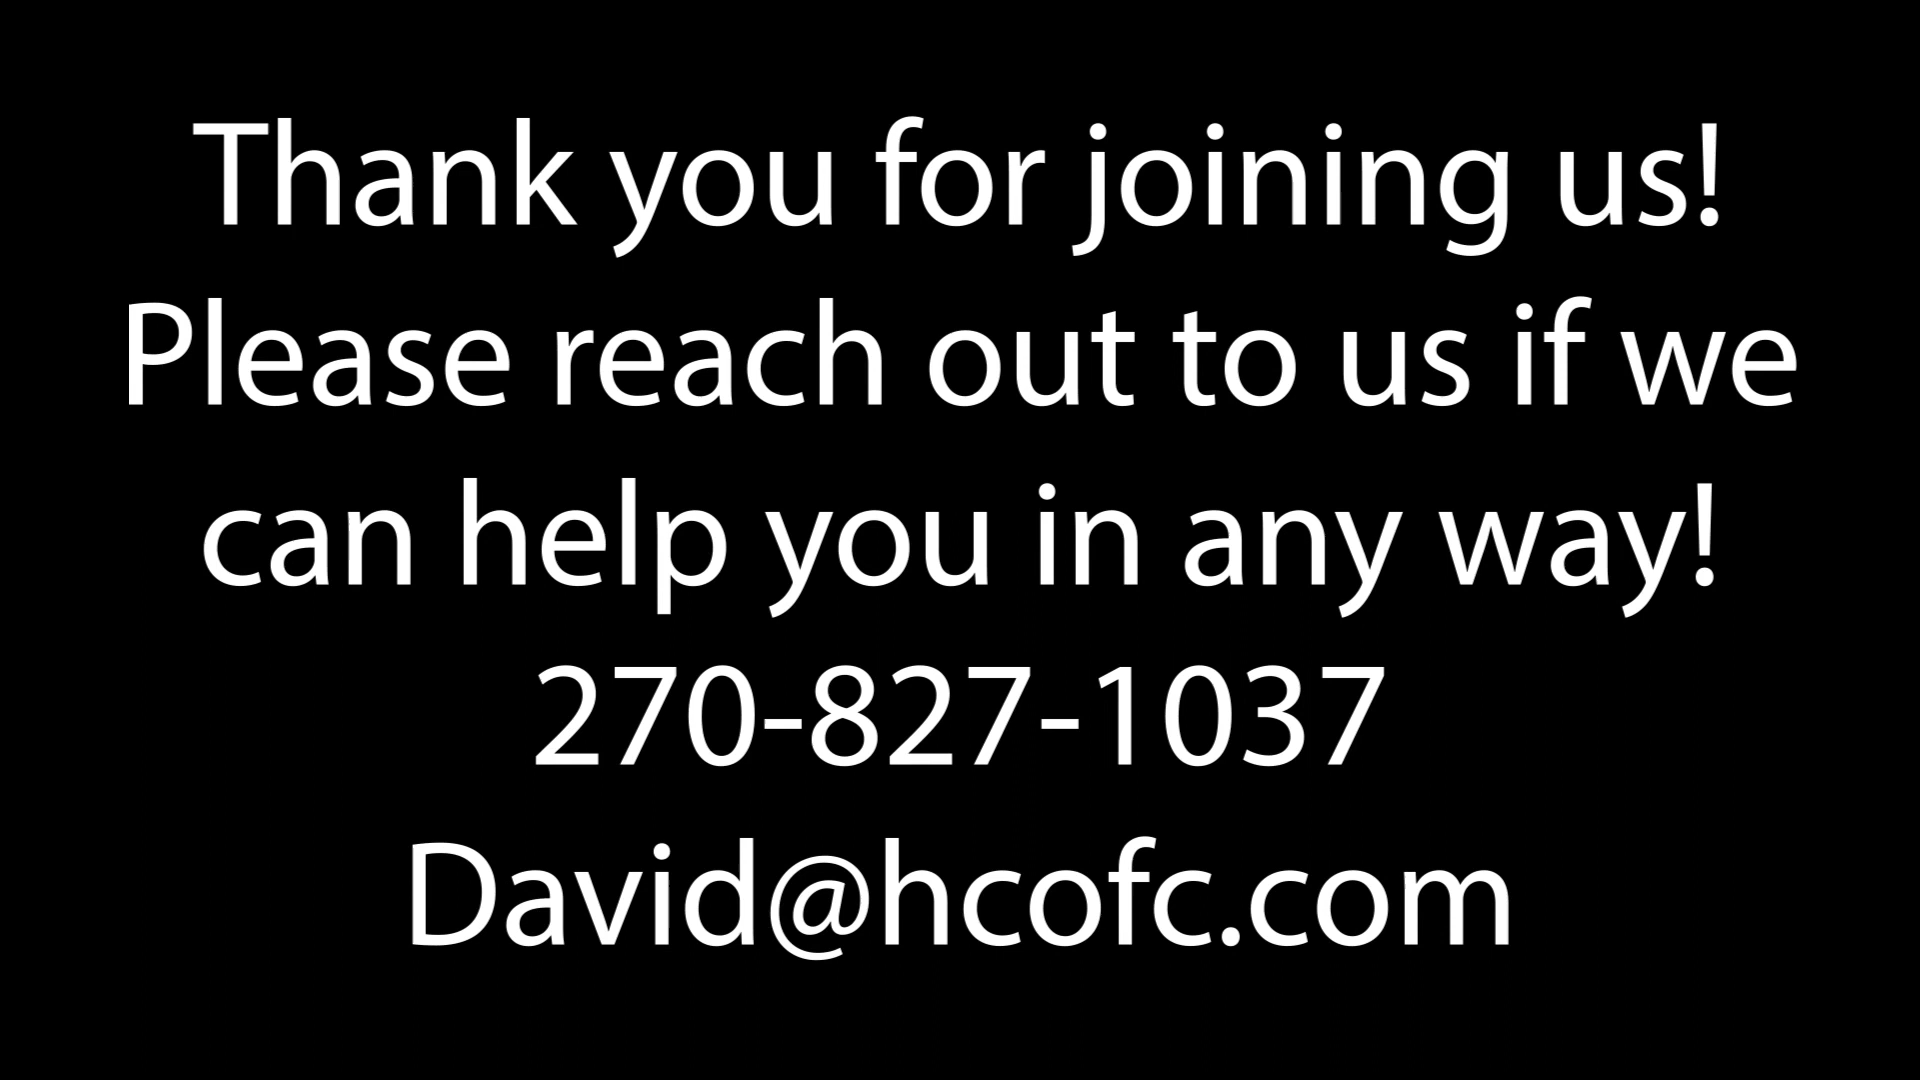 Thank you for joining us!
Please reach out to us if we
can help you in any way!
270-827-1037
David@hcofc.com